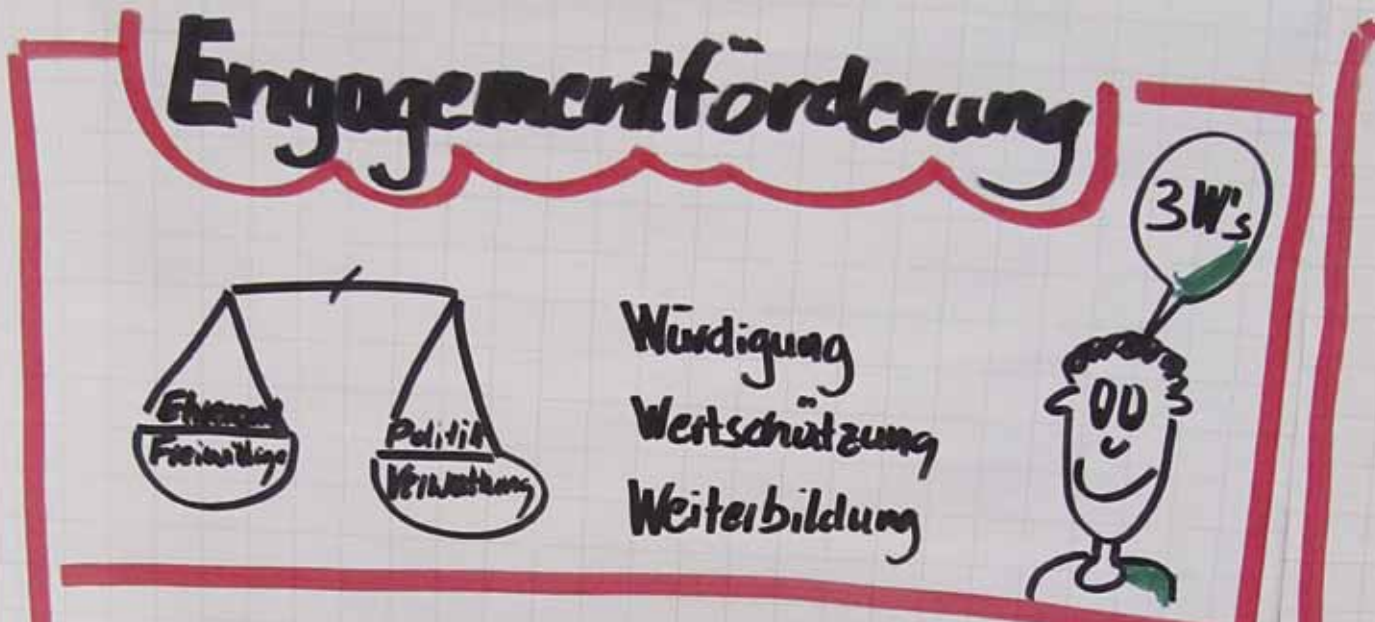 Engagementförderung
3W's
Ehrenamt
Freiwillige
Politik
Verwaltung
Würdigung
Wertschätzung
Weiterbildung